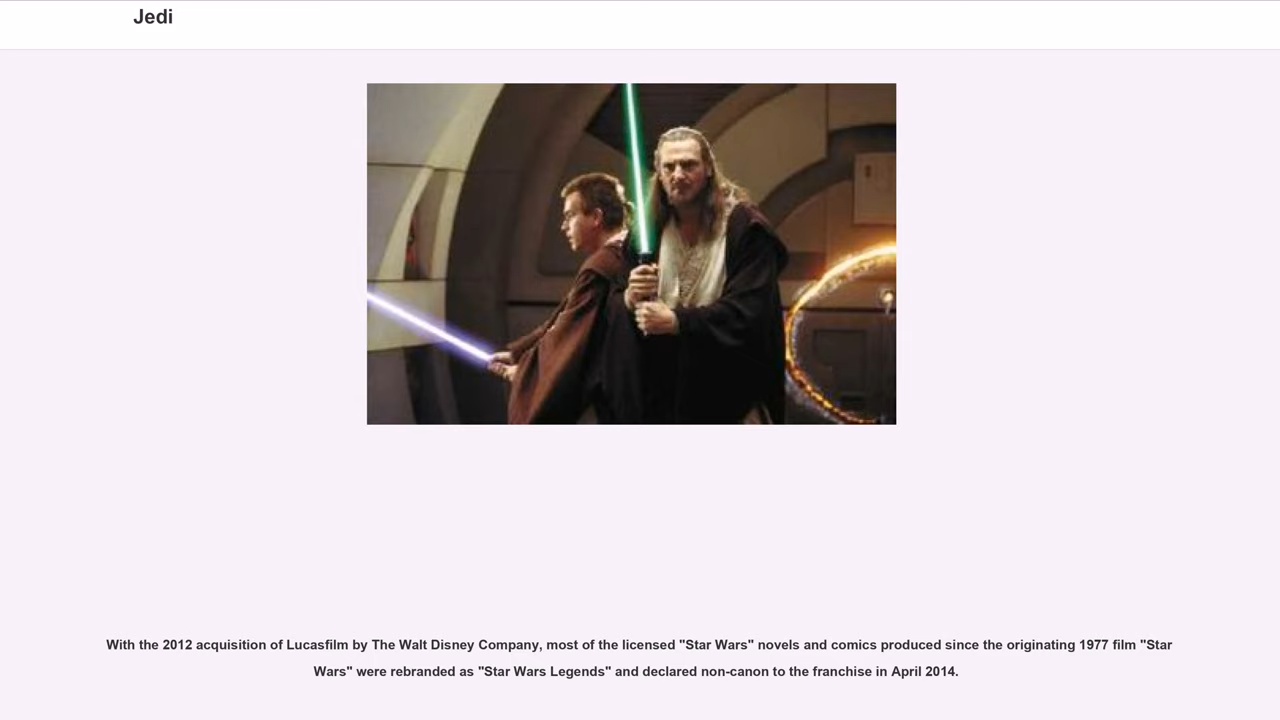 Jedi
With the 2012 acquisition of Lucasfilm by The Walt Disney Company, most of the licensed "Star Wars" novels and comics produced since the originating 1977 film "Star
Wars" were rebranded as "Star Wars Legends" and declared non-canon to the franchise in April 2014.